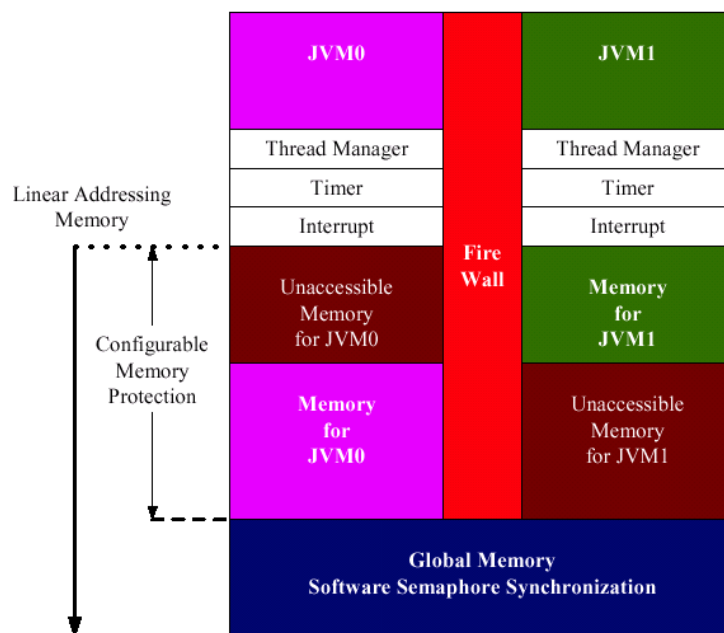 JVM0
JVM1
Thread Manager
Thread Manager
Timer
Timer
Interrupt
Interrupt
Linear Addressing
Memory
Fire
Wall
Unaccessible
Memory
for JVM0
Memory
for
JVM1
Configurable
Memory
Protection
Memory
for
JVM0
Unaccessible
Memory
for JVM1
Global Memory
Software Semaphore Synchronization